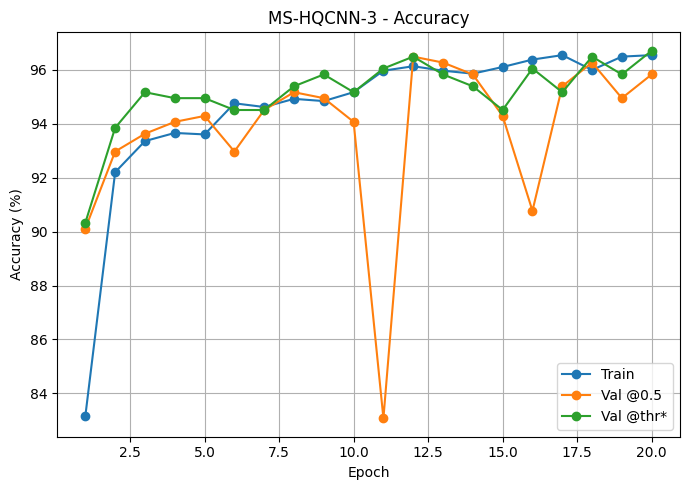 MS-HQCNN-3 - Accuracy
Accuracy (%)
96
94
92
90
88
86
84
2.5 5.0 7.5 10.0 12.5 15.0 17.5 20.0
Epoch
Train
Val @0.5
Val @thr*